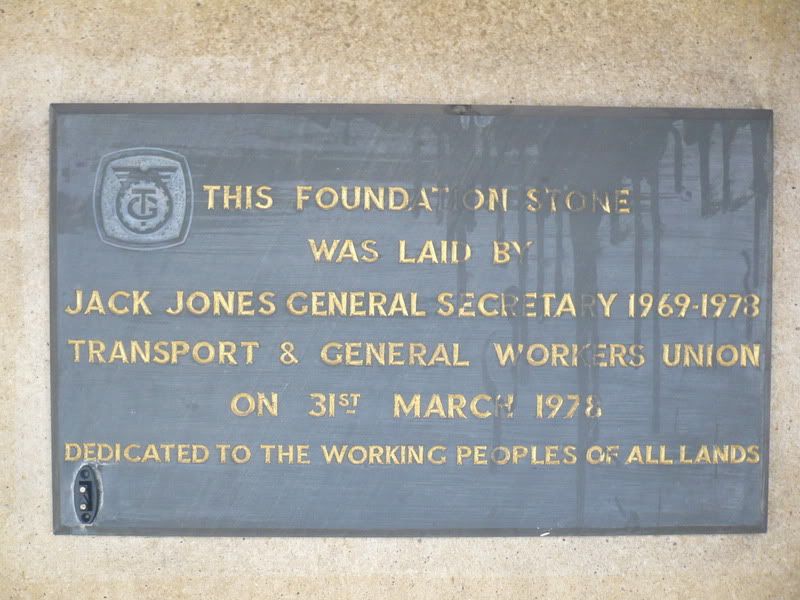 THIS FOUNDATION STONE
WAS LAID BY
JACK JONES GENERAL SECRETARY 1969-1978
TRANSPORT & GENERAL WORKERS UNION
ON 31ST MARCH 1978
DEDICATED TO THE WORKING PEOPLES OF ALL LANDS